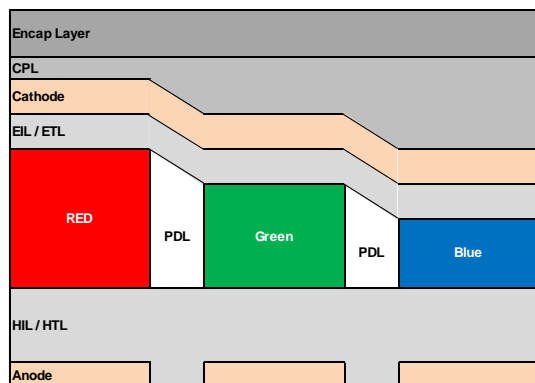 Encap Layer
CPL
Cathode
EIL / ETL
RED
PDL
Green
PDL
Blue
HIL / HTL
Anode